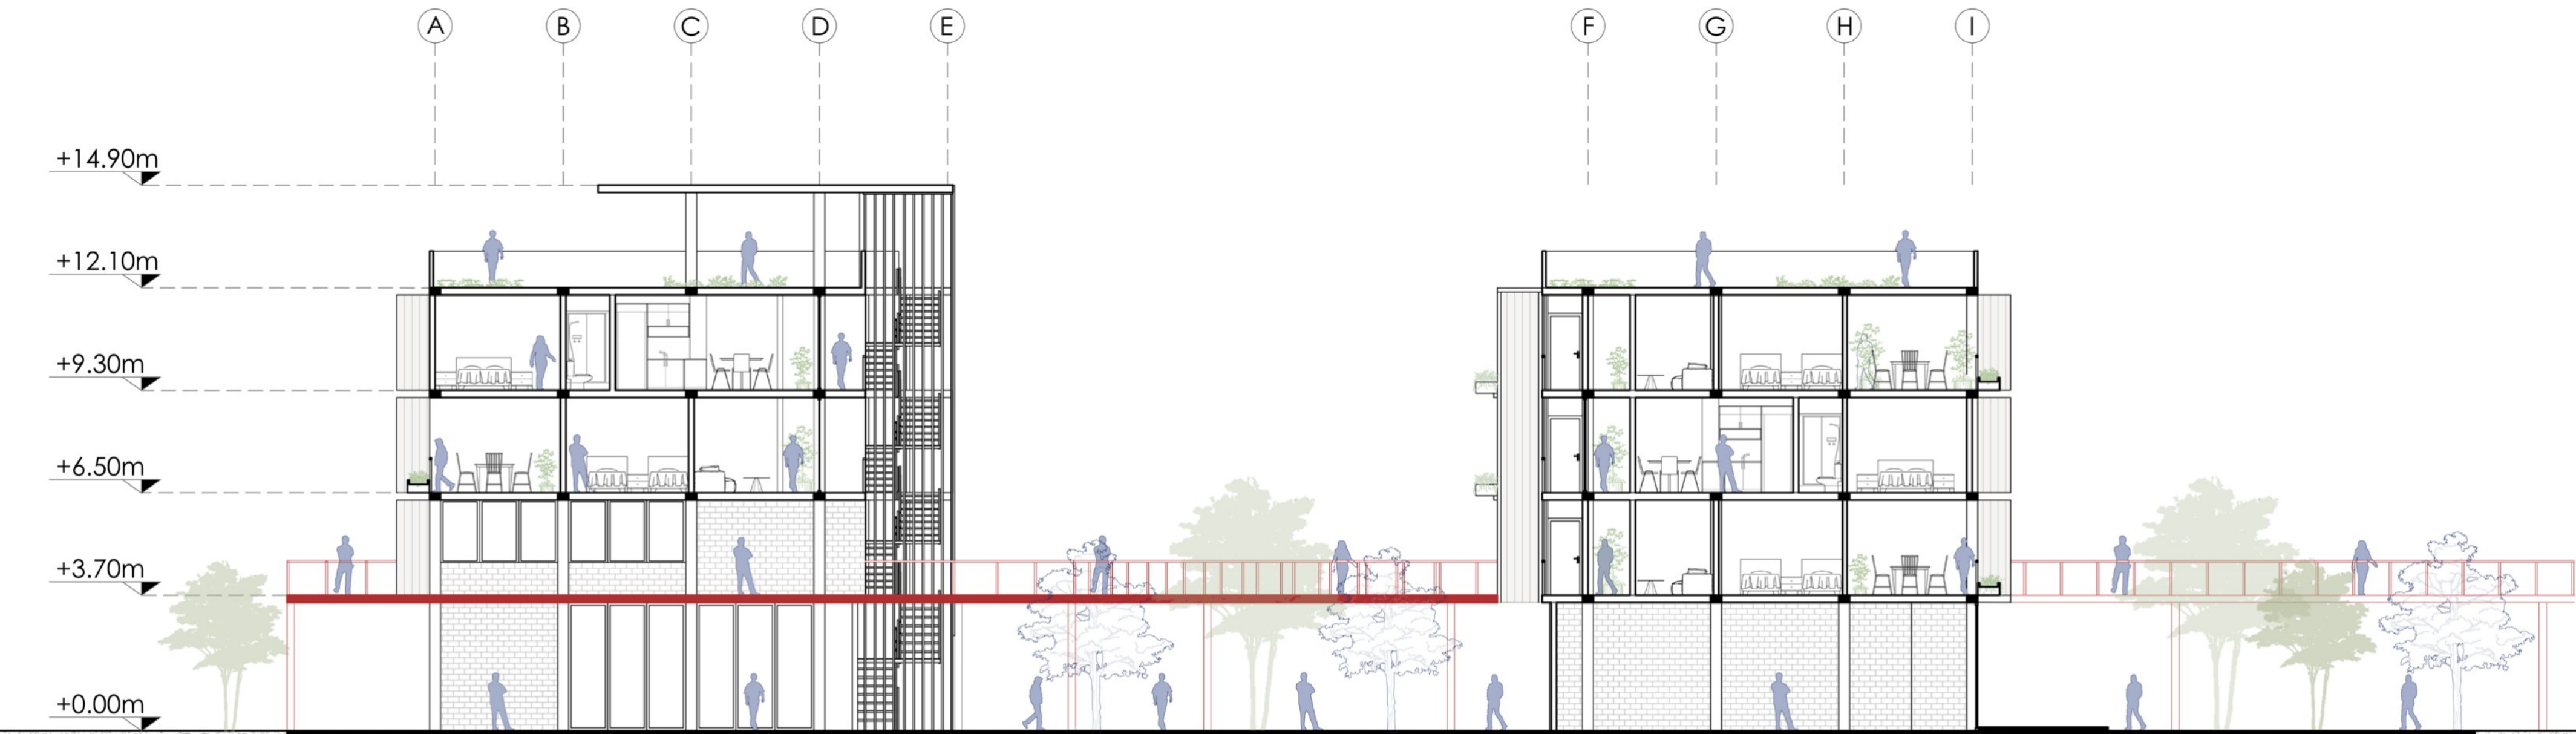 A B C D E F G H I
+14.90m
+12.10m
+9.30m
+6.50m
+3.70m
+0.00m